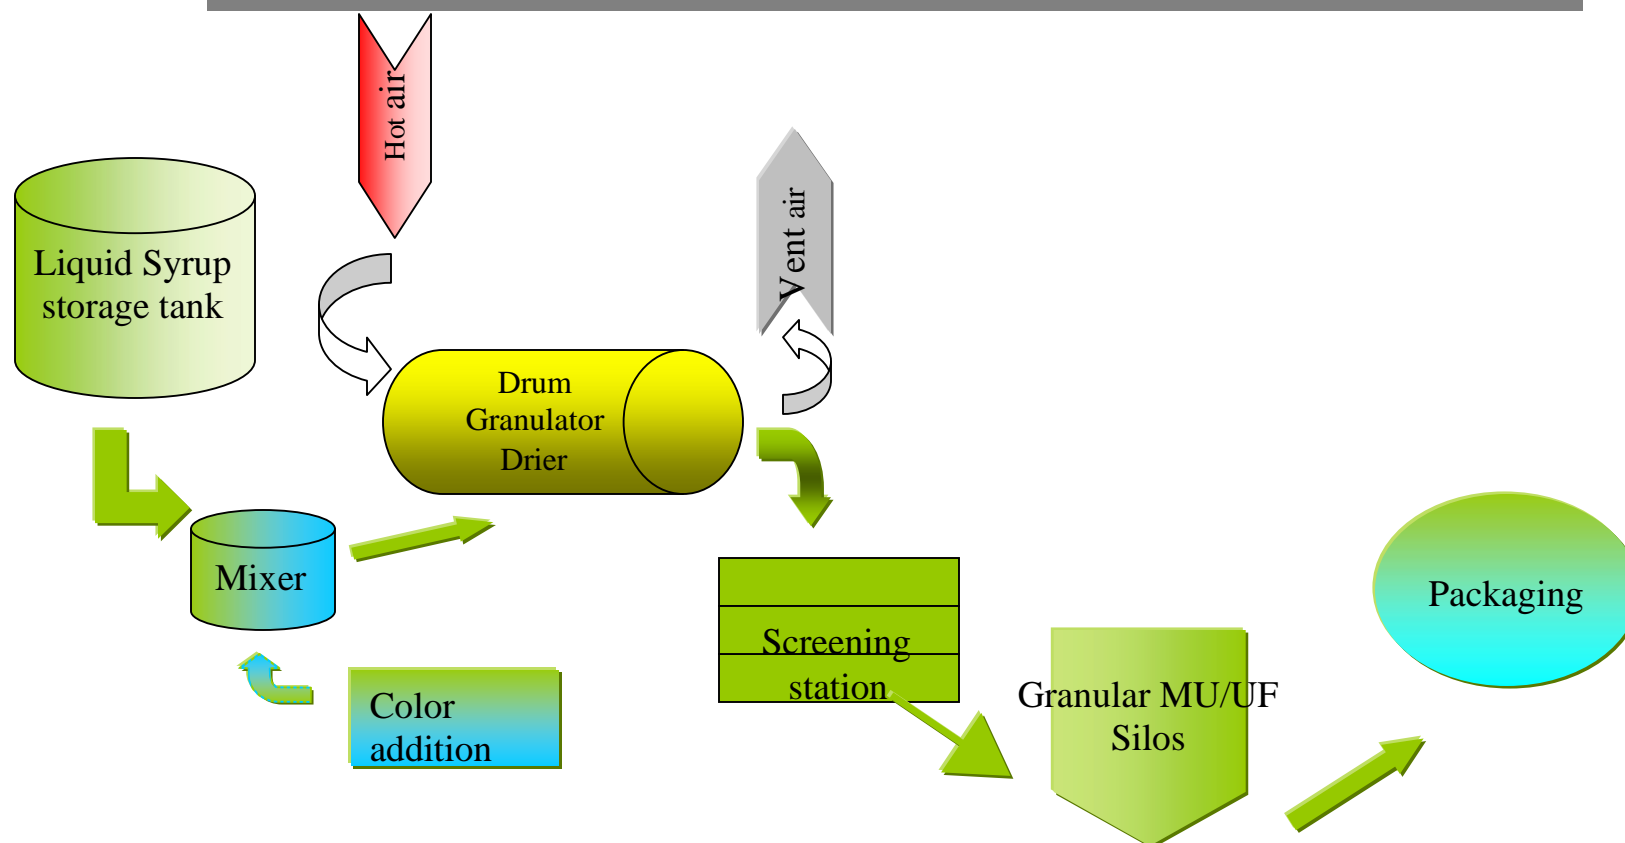 Hot air
Vent air
Liquid Syrup
storage tank
Drum
Granulator
Drier
Mixer
Color
addition
Screening
station
Granular MU/UF
Silos
Packaging